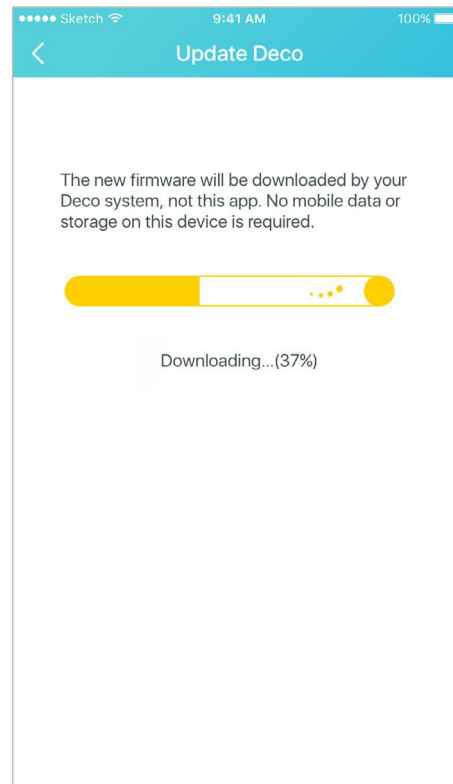 Sketch 9:41 AM 100%
Update Deco
The new firmware will be downloaded by your
Deco system, not this app. No mobile data or
storage on this device is required.
Downloading...(37%)